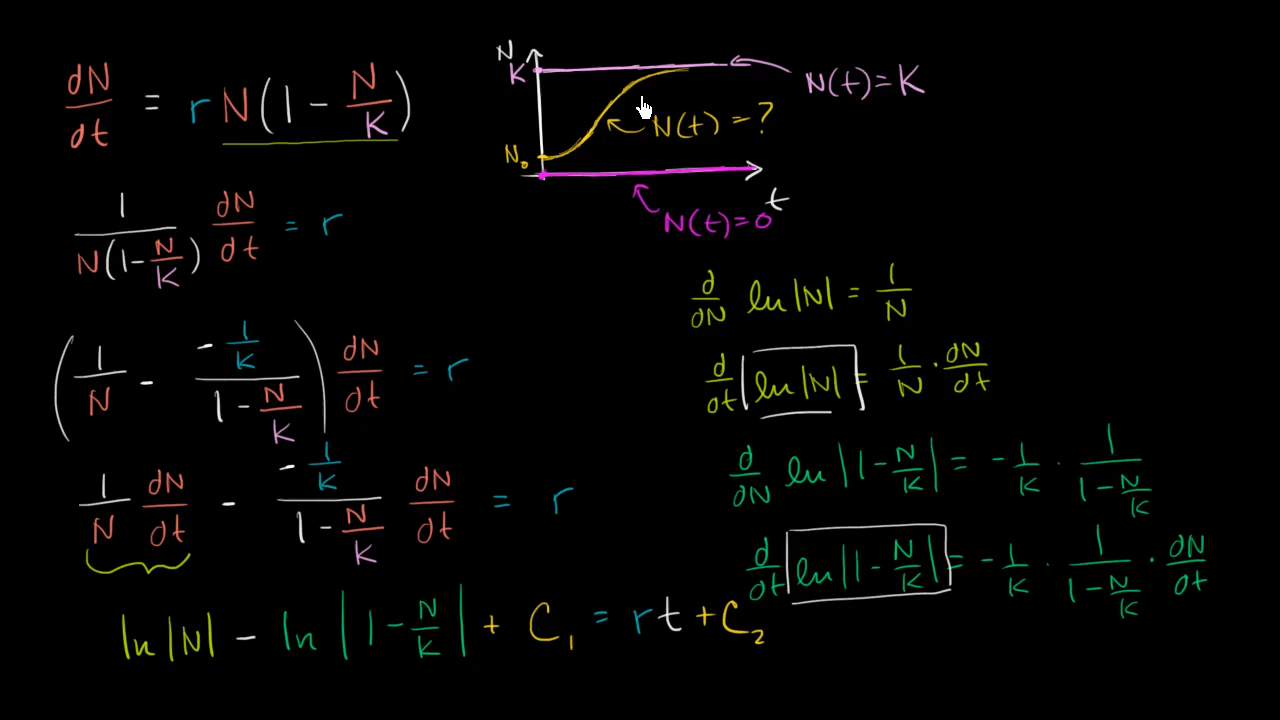 dN/dt = rN(1 - N/K)
1/(N(1 - N/K)) dN/dt = r
(1/N - (-1/K)/(1 - N/K)) dN/dt = r
1/N dN/dt - (-1/K)/(1 - N/K) dN/dt = r
ln|N| - ln|1 - N/K| + C₁ = rt + C₂
N
K
N(t) = K
N(t) = ?
N₀
t
N(t) = 0
d/dN ln|N| = 1/N
d/dt [ln|N|] = 1/N · dN/dt
d/dN ln|1 - N/K| = -1/K · 1/(1 - N/K)
d/dt [ln|1 - N/K|] = -1/K · 1/(1 - N/K) · dN/dt